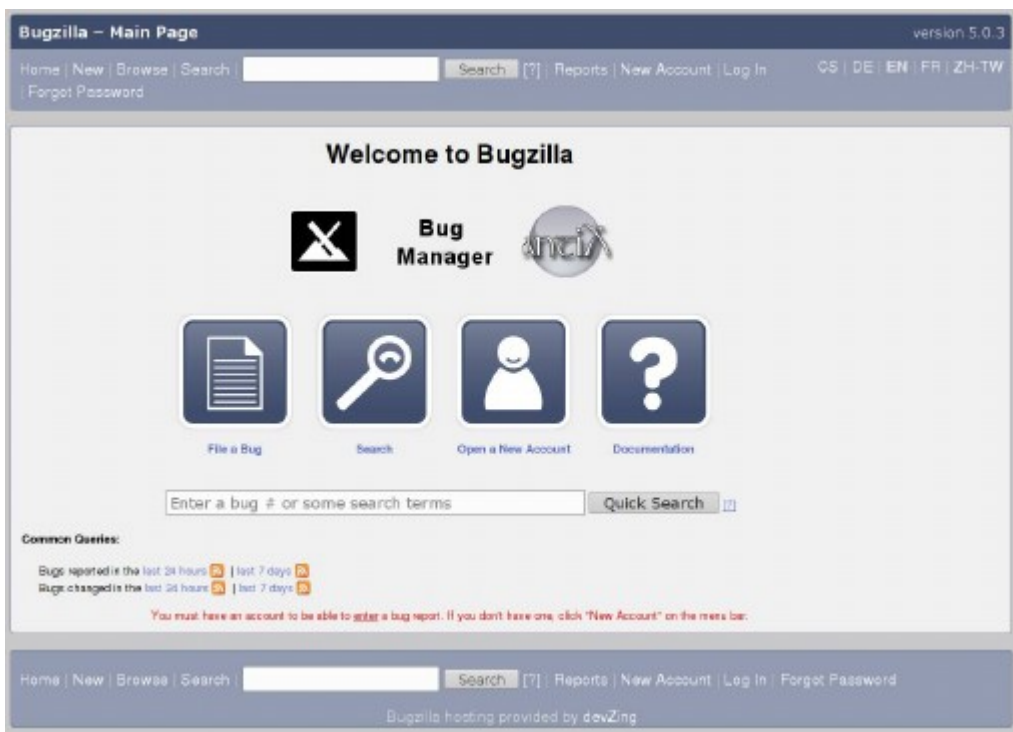 Bugzilla – Main Page version 5.0.3
Home | New | Browse | Search | Search [?] | Reports | New Account | Log In CS | DE | EN | FR | ZH-TW
| Forgot Password
Welcome to Bugzilla
Bug
Manager
antiX
File a Bug Search Open a New Account Documentation
Enter a bug # or some search terms Quick Search [?]
Common Queries:
Bugs reported in the last 24 hours | last 7 days
Bugs changed in the last 24 hours | last 7 days
You must have an account to be able to enter a bug report. If you don't have one, click "New Account" on the menu bar.
Home | New | Browse | Search | Search [?] | Reports | New Account | Log In | Forgot Password
Bugzilla hosting provided by devZing